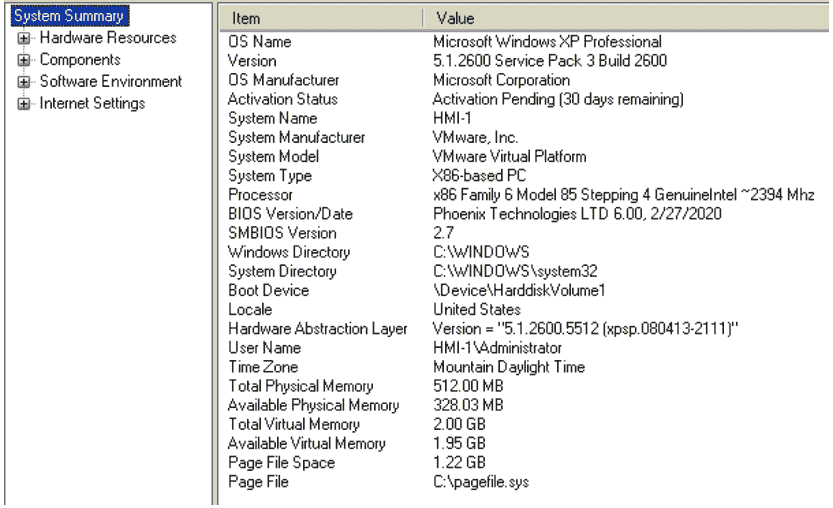 System Summary
Hardware Resources
Components
Software Environment
Internet Settings
Item Value
OS Name Microsoft Windows XP Professional
Version 5.1.2600 Service Pack 3 Build 2600
OS Manufacturer Microsoft Corporation
Activation Status Activation Pending (30 days remaining)
System Name HMI-1
System Manufacturer VMware, Inc.
System Model VMware Virtual Platform
System Type X86-based PC
Processor x86 Family 6 Model 85 Stepping 4 GenuineIntel ~2394 Mhz
BIOS Version/Date Phoenix Technologies LTD 6.00, 2/27/2020
SMBIOS Version 2.7
Windows Directory C:\WINDOWS
System Directory C:\WINDOWS\system32
Boot Device \Device\HarddiskVolume1
Locale United States
Hardware Abstraction Layer Version = "5.1.2600.5512 (xpsp.080413-2111)"
User Name HMI-1\Administrator
Time Zone Mountain Daylight Time
Total Physical Memory 512.00 MB
Available Physical Memory 328.03 MB
Total Virtual Memory 2.00 GB
Available Virtual Memory 1.95 GB
Page File Space 1.22 GB
Page File C:\pagefile.sys